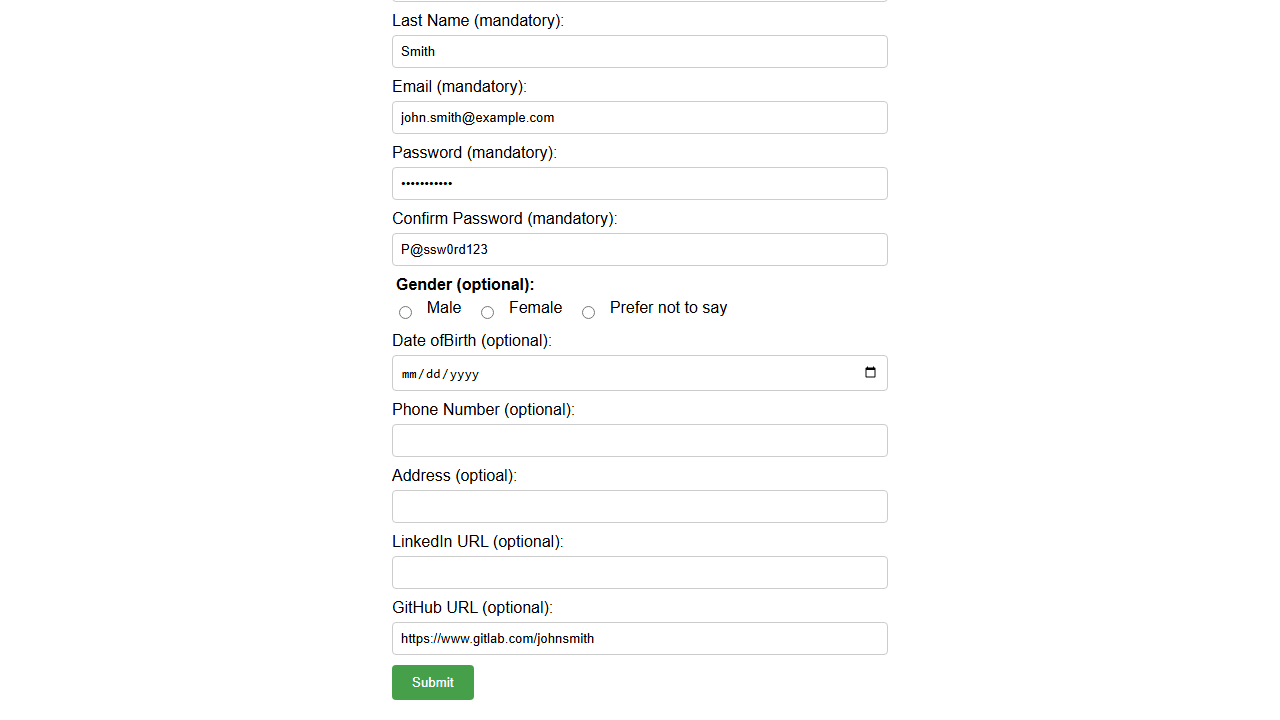 Last Name (mandatory):
Smith
Email (mandatory):
john.smith@example.com
Password (mandatory):
•••••••••••
Confirm Password (mandatory):
P@ssw0rd123
Gender (optional):
Male Female Prefer not to say
Date ofBirth (optional):
mm/dd/yyyy
Phone Number (optional):
Address (optioal):
LinkedIn URL (optional):
GitHub URL (optional):
https://www.gitlab.com/johnsmith
Submit